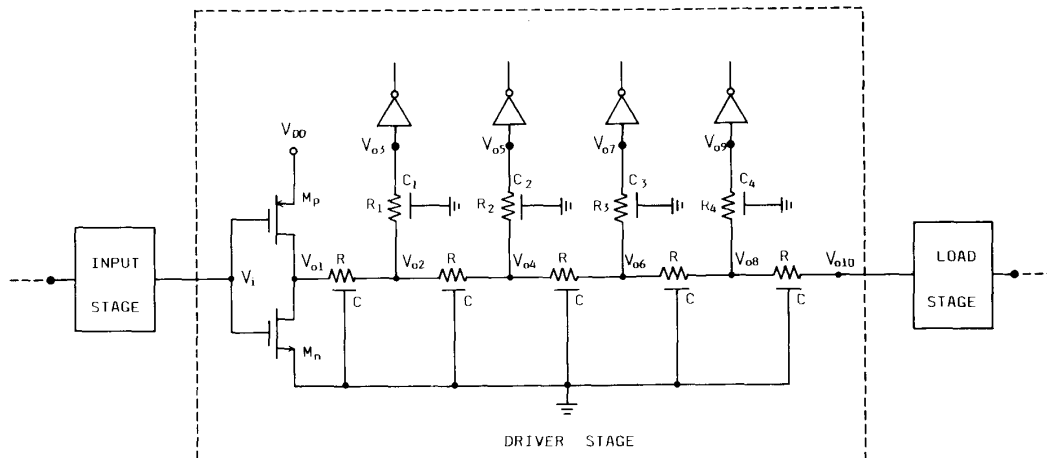 V_DD
M_p
V_o3
V_o5
V_o7
V_o9
R_1
C_1
R_2
C_2
R_3
C_3
R_4
C_4
INPUT
STAGE
V_i
V_o1
R
V_o2
R
V_o4
R
V_o6
R
V_o8
R
V_o10
LOAD
STAGE
C
C
C
C
C
M_n
DRIVER STAGE